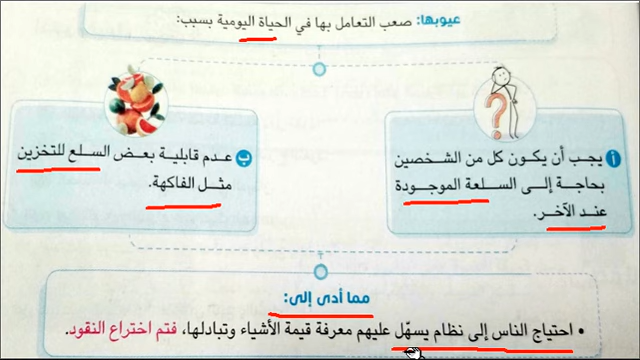 عيوبها: صعب التعامل بها في الحياة اليومية بسبب:
أ يجب أن يكون كل من الشخصين
بحاجة إلى السلعة الموجودة
عند الآخر.
ب عدم قابلية بعض السلع للتخزين
مثل الفاكهة.
مما أدى إلى:
• احتياج الناس إلى نظام يسهّل عليهم معرفة قيمة الأشياء وتبادلها، فتم اختراع النقود.